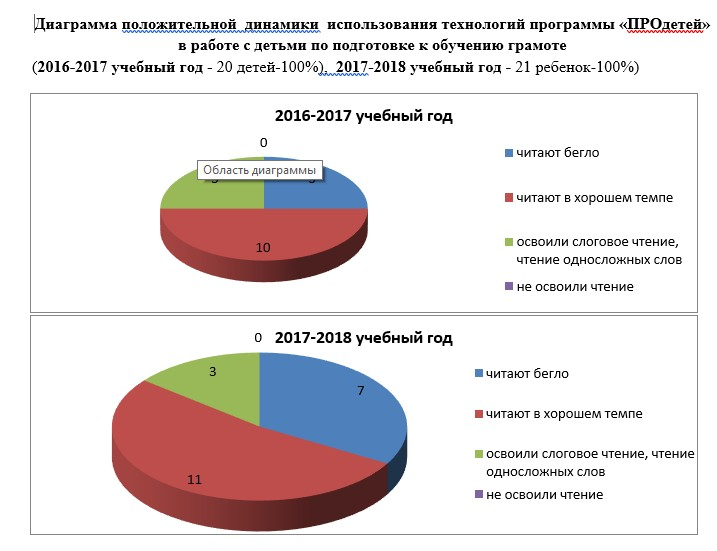 Диаграмма положительной динамики использования технологий программы «ПРОдетей»
в работе с детьми по подготовке к обучению грамоте
(2016-2017 учебный год - 20 детей-100%), 2017-2018 учебный год - 21 ребенок-100%)
2016-2017 учебный год
0
Область диаграммы
10
читают бегло
читают в хорошем темпе
освоили слоговое чтение,
чтение односложных слов
не освоили чтение
0
2017-2018 учебный год
3
7
11
читают бегло
читают в хорошем темпе
освоили слоговое чтение, чтение
односложных слов
не освоили чтение